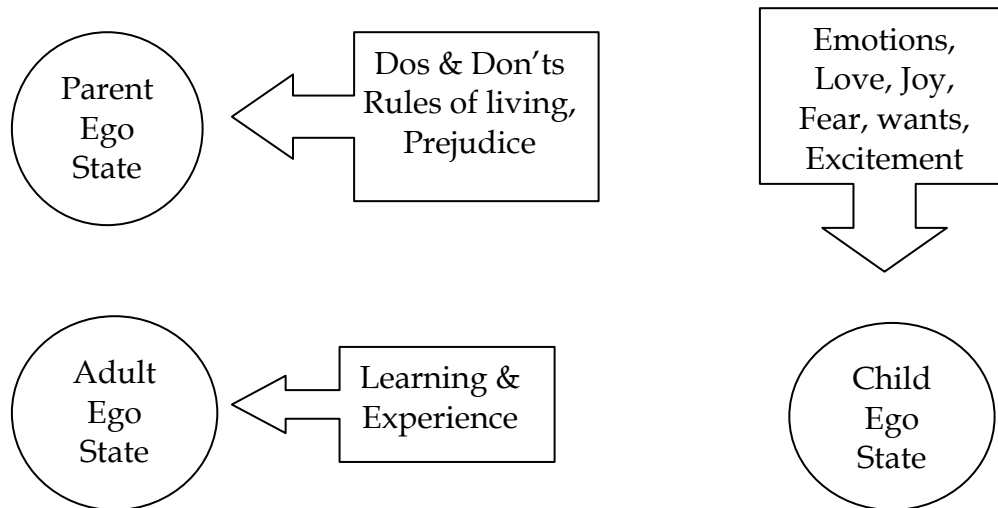 Parent
Ego
State
Dos & Don’ts
Rules of living,
Prejudice
Emotions,
Love, Joy,
Fear, wants,
Excitement
Adult
Ego
State
Learning &
Experience
Child
Ego
State